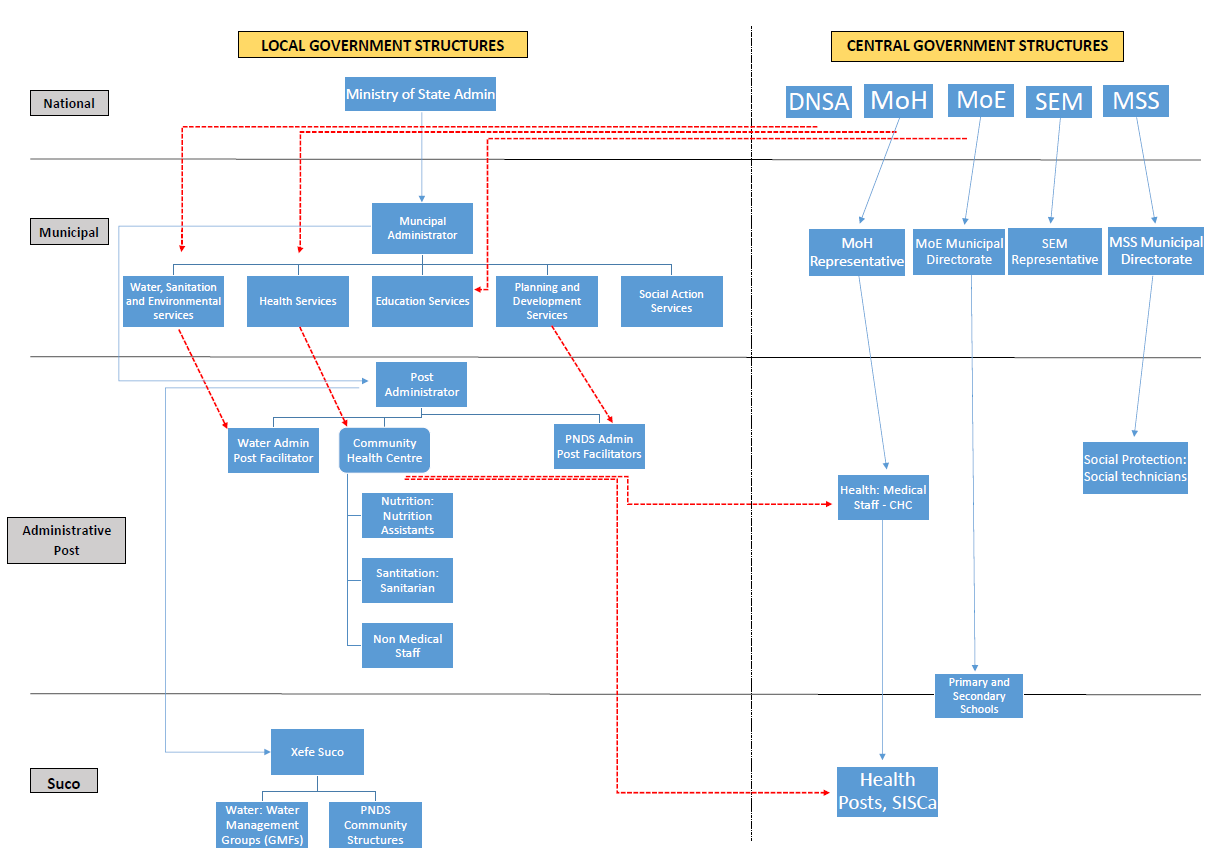 LOCAL GOVERNMENT STRUCTURES
CENTRAL GOVERNMENT STRUCTURES
National
Ministry of State Admin
DNSA
MoH
MoE
SEM
MSS
Municipal
Muncipal
Administrator
MoH
Representative
MoE Municipal
Directorate
SEM
Representative
MSS Municipal
Directorate
Water, Sanitation
and Environmental
services
Health Services
Education Services
Planning and
Development
Services
Social Action
Services
Post
Administrator
Water Admin
Post Facilitator
Community
Health Centre
PNDS Admin
Post Facilitators
Social Protection:
Social technicians
Health: Medical
Staff - CHC
Administrative
Post
Nutrition:
Nutrition
Assistants
Santitation:
Sanitarian
Non Medical
Staff
Primary and
Secondary
Schools
Suco
Xefe Suco
Health
Posts, SISCa
Water: Water
Management
Groups (GMFs)
PNDS
Community
Structures